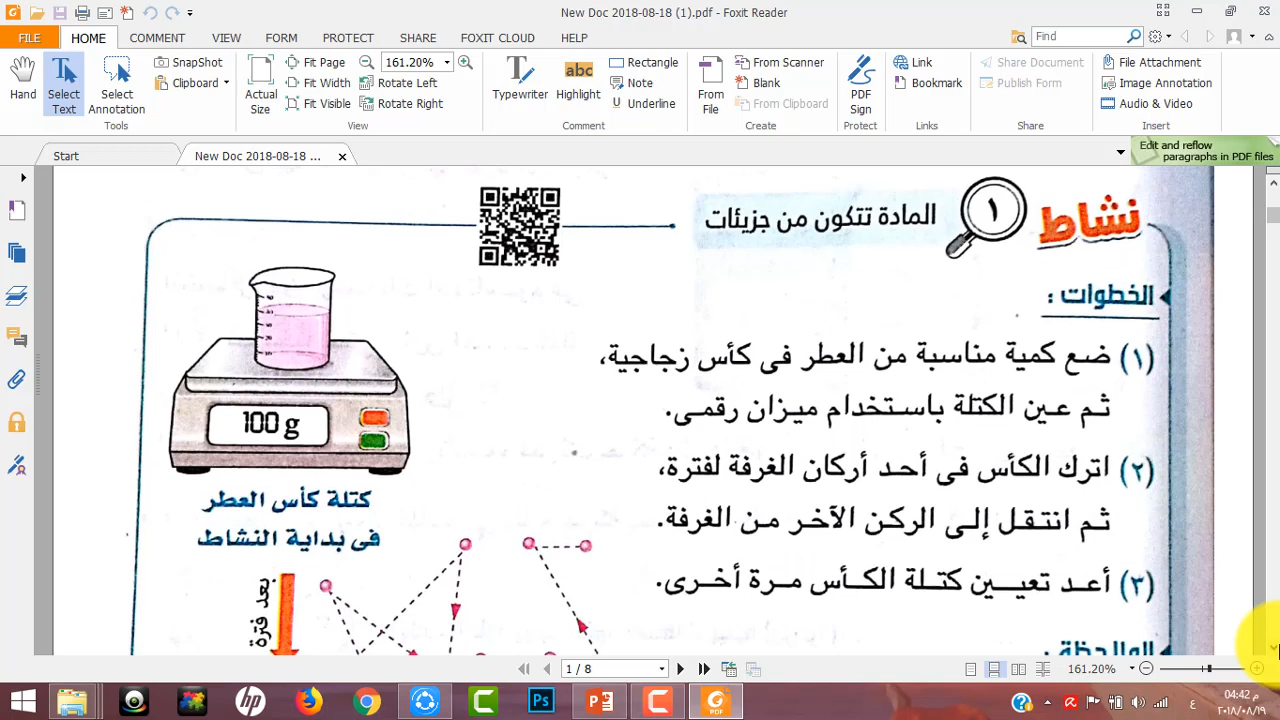 New Doc 2018-08-18 (1).pdf - Foxit Reader
FILE HOME COMMENT VIEW FORM PROTECT SHARE FOXIT CLOUD HELP
Find
Hand
Select Text
Select Annotation
SnapShot
Clipboard
Tools
Actual Size
Fit Page
Fit Width
Fit Visible
161.20%
Rotate Left
Rotate Right
View
Typewriter
Highlight
Rectangle
Note
Underline
Comment
From File
From Scanner
Blank
From Clipboard
Create
PDF Sign
Protect
Link
Bookmark
Links
Share Document
Publish Form
Share
File Attachment
Image Annotation
Audio & Video
Insert
Start
New Doc 2018-08-18 ...
Edit and reflow
paragraphs in PDF files
نشاط ١ المادة تتكون من جزيئات
الخطوات :
(١) ضع كمية مناسبة من العطر فى كأس زجاجية،
ثم عين الكتلة باستخدام ميزان رقمى.
(٢) اترك الكأس فى أحد أركان الغرفة لفترة،
ثم انتقل إلى الركن الآخر من الغرفة.
(٣) أعد تعيين كتلة الكأس مرة أخرى.
100 g
كتلة كأس العطر
فى بداية النشاط
بعد فترة
1 / 8
161.20%
hp
Ps
PDF
ع
04:42 م
٢٠١٨/٠٨/١٩